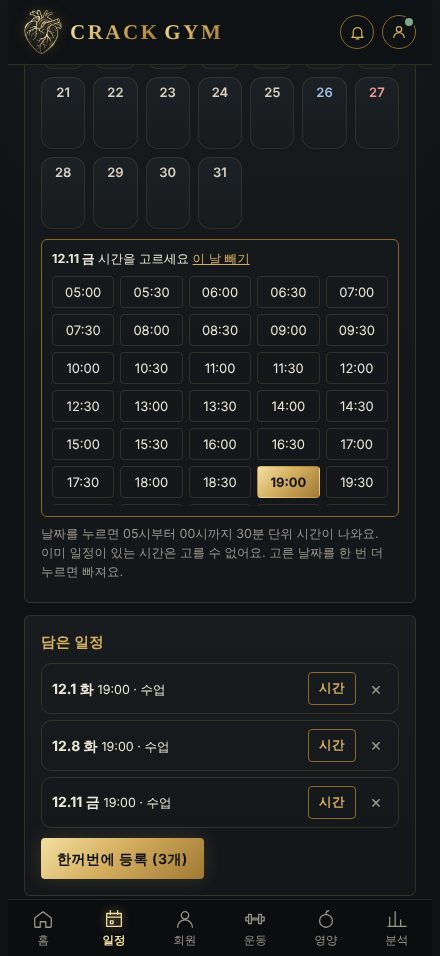 CRACK GYM
21 22 23 24 25 26 27
28 29 30 31
12.11 금 시간을 고르세요 이 날 빼기
05:00 05:30 06:00 06:30 07:00
07:30 08:00 08:30 09:00 09:30
10:00 10:30 11:00 11:30 12:00
12:30 13:00 13:30 14:00 14:30
15:00 15:30 16:00 16:30 17:00
17:30 18:00 18:30 19:00 19:30
날짜를 누르면 05시부터 00시까지 30분 단위 시간이 나와요.
이미 일정이 있는 시간은 고를 수 없어요. 고른 날짜를 한 번 더
누르면 빠져요.
담은 일정
12.1 화 19:00 · 수업 시간 ×
12.8 화 19:00 · 수업 시간 ×
12.11 금 19:00 · 수업 시간 ×
한꺼번에 등록 (3개)
홈 일정 회원 운동 영양 분석